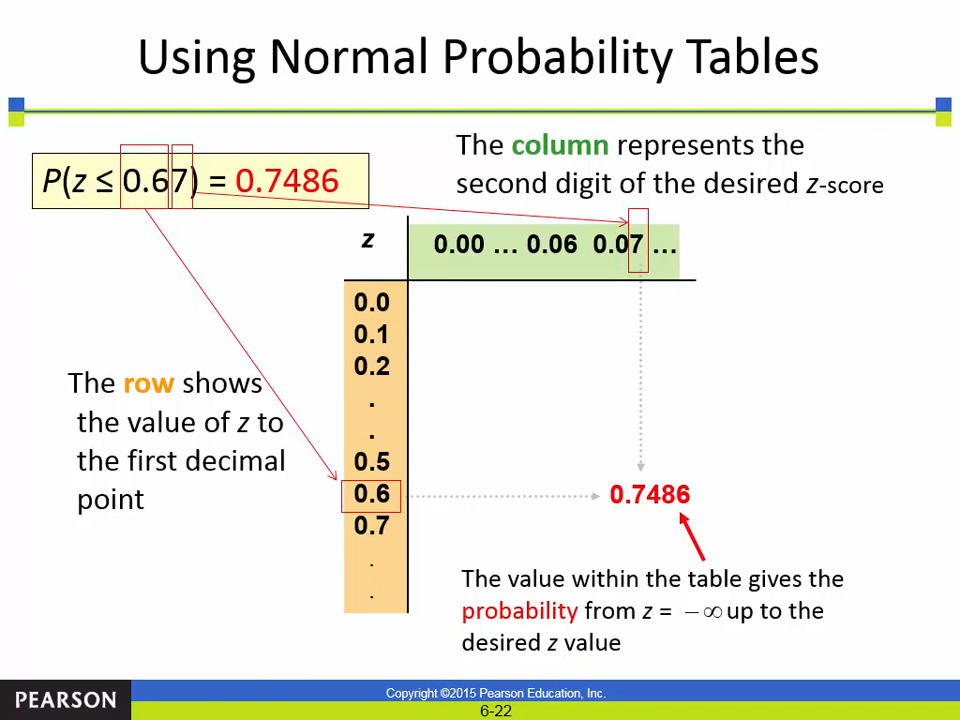 Using Normal Probability Tables
P(z ≤ 0.67) = 0.7486
The column represents the
second digit of the desired z-score
z
0.00 … 0.06 0.07 …
0.0
0.1
0.2
.
.
0.5
0.6
0.7
.
.
The row shows
the value of z to
the first decimal
point
0.7486
The value within the table gives the
probability from z = −∞ up to the
desired z value
PEARSON
Copyright ©2015 Pearson Education, Inc.
6-22